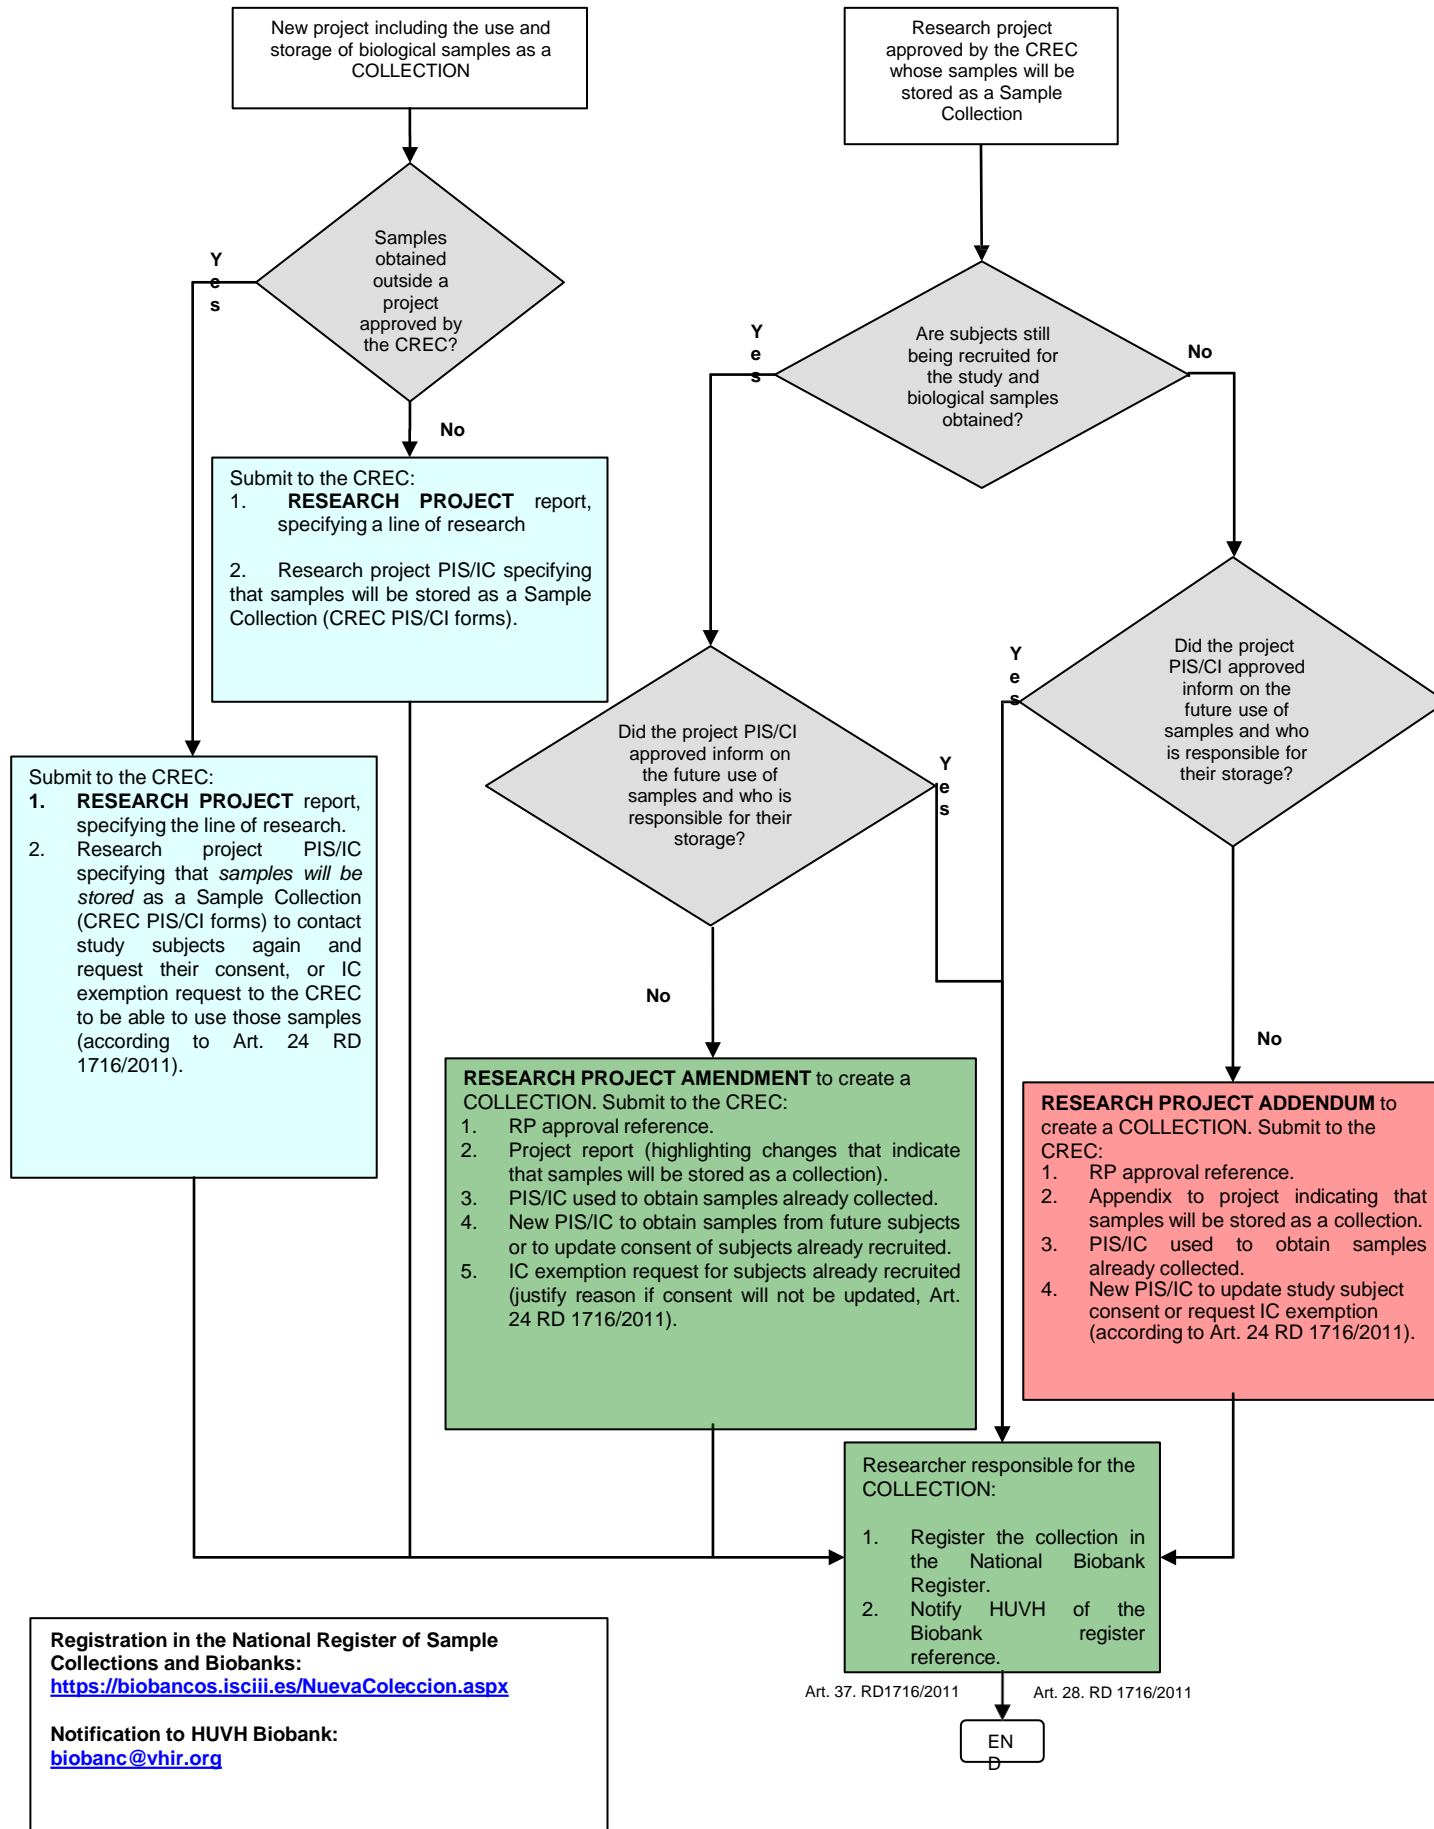 New project including the use and
storage of biological samples as a
COLLECTION
Research project
approved by the CREC
whose samples will be
stored as a Sample
Collection
Samples
obtained
outside a
project
approved by
the CREC?
Yes
No
Are subjects still
being recruited for
the study and
biological samples
obtained?
Yes
No
Submit to the CREC:
1. RESEARCH PROJECT report,
specifying a line of research
2. Research project PIS/IC specifying
that samples will be stored as a Sample
Collection (CREC PIS/CI forms).
Did the project PIS/CI
approved inform on
the future use of
samples and who is
responsible for their
storage?
Yes
No
Did the project
PIS/CI approved
inform on the
future use of
samples and who
is responsible for
their storage?
Yes
No
Submit to the CREC:
1. RESEARCH PROJECT report,
specifying the line of research.
2. Research project PIS/IC
specifying that samples will be
stored as a Sample Collection
(CREC PIS/CI forms) to contact
study subjects again and
request their consent, or IC
exemption request to the CREC
to be able to use those samples
(according to Art. 24 RD
1716/2011).
RESEARCH PROJECT AMENDMENT to create a
COLLECTION. Submit to the CREC:
1. RP approval reference.
2. Project report (highlighting changes that indicate
that samples will be stored as a collection).
3. PIS/IC used to obtain samples already collected.
4. New PIS/IC to obtain samples from future subjects
or to update consent of subjects already recruited.
5. IC exemption request for subjects already recruited
(justify reason if consent will not be updated, Art.
24 RD 1716/2011).
RESEARCH PROJECT ADDENDUM to
create a COLLECTION. Submit to the
CREC:
1. RP approval reference.
2. Appendix to project indicating that
samples will be stored as a collection.
3. PIS/IC used to obtain samples
already collected.
4. New PIS/IC to update study subject
consent or request IC exemption
(according to Art. 24 RD 1716/2011).
Researcher responsible for the
COLLECTION:
1. Register the collection in
the National Biobank
Register.
2. Notify HUVH of the
Biobank register
reference.
Art. 37. RD1716/2011
Art. 28. RD 1716/2011
EN
D
Registration in the National Register of Sample
Collections and Biobanks:
https://biobancos.isciii.es/NuevaColeccion.aspx
Notification to HUVH Biobank:
biobanc@vhir.org